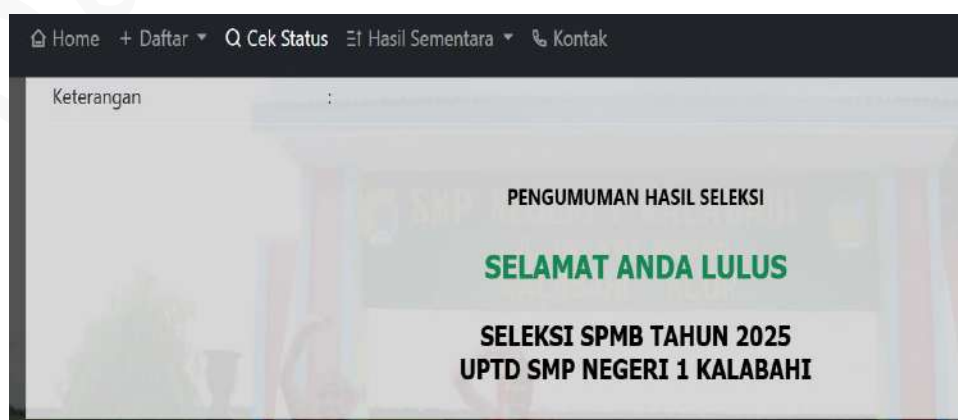 Home + Daftar Cek Status Hasil Sementara Kontak
Keterangan :
PENGUMUMAN HASIL SELEKSI
SELAMAT ANDA LULUS
SELEKSI SPMB TAHUN 2025
UPTD SMP NEGERI 1 KALABAHI